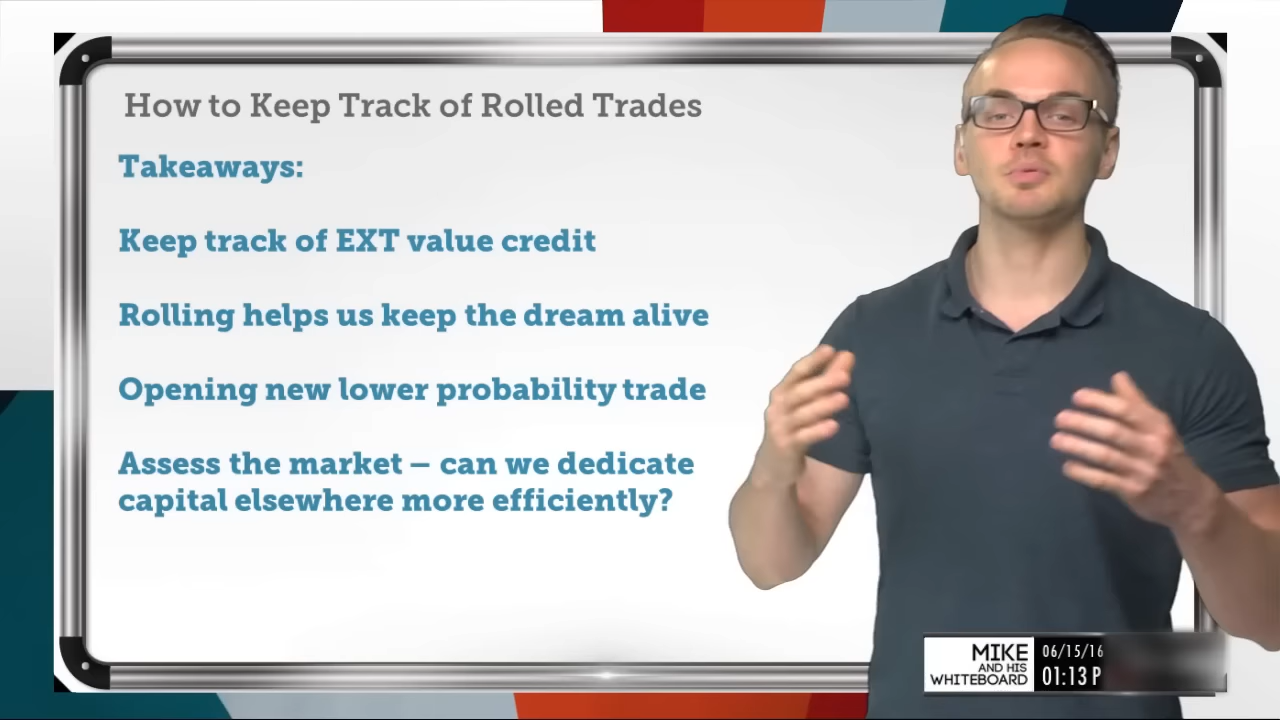 How to Keep Track of Rolled Trades
Takeaways:
Keep track of EXT value credit
Rolling helps us keep the dream alive
Opening new lower probability trade
Assess the market – can we dedicate
capital elsewhere more efficiently?
MIKE
AND HIS
WHITEBOARD
06/15/16
01:13 P